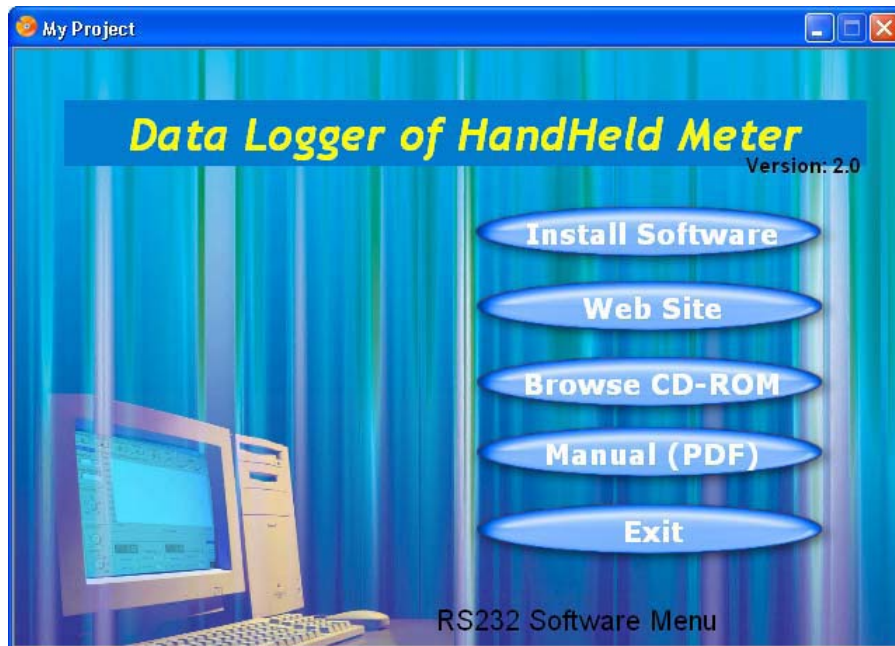 My Project
Data Logger of HandHeld Meter
Version: 2.0
Install Software
Web Site
Browse CD-ROM
Manual (PDF)
Exit
RS232 Software Menu